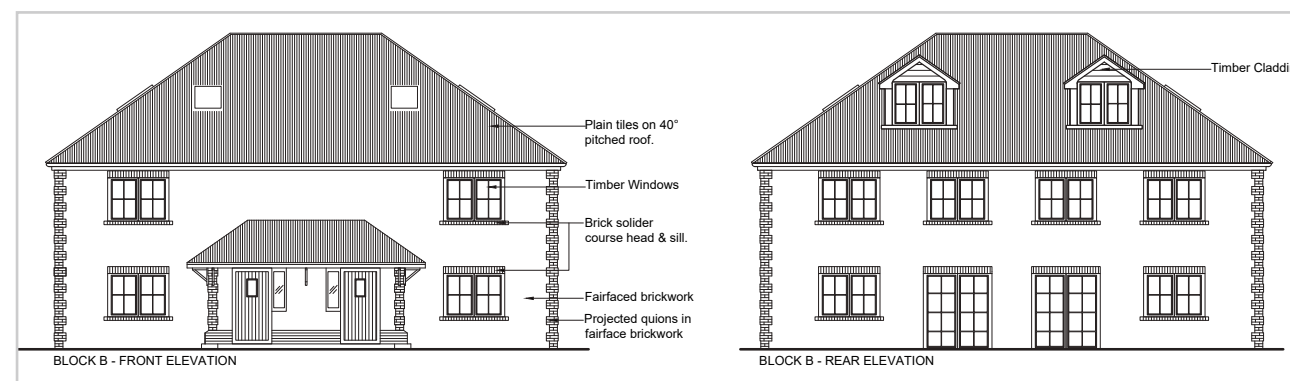 Plain tiles on 40°
pitched roof.
Timber Windows
Brick solider
course head & sill.
Fairfaced brickwork
Projected quions in
fairface brickwork
BLOCK B - FRONT ELEVATION
Timber Claddi
BLOCK B - REAR ELEVATION